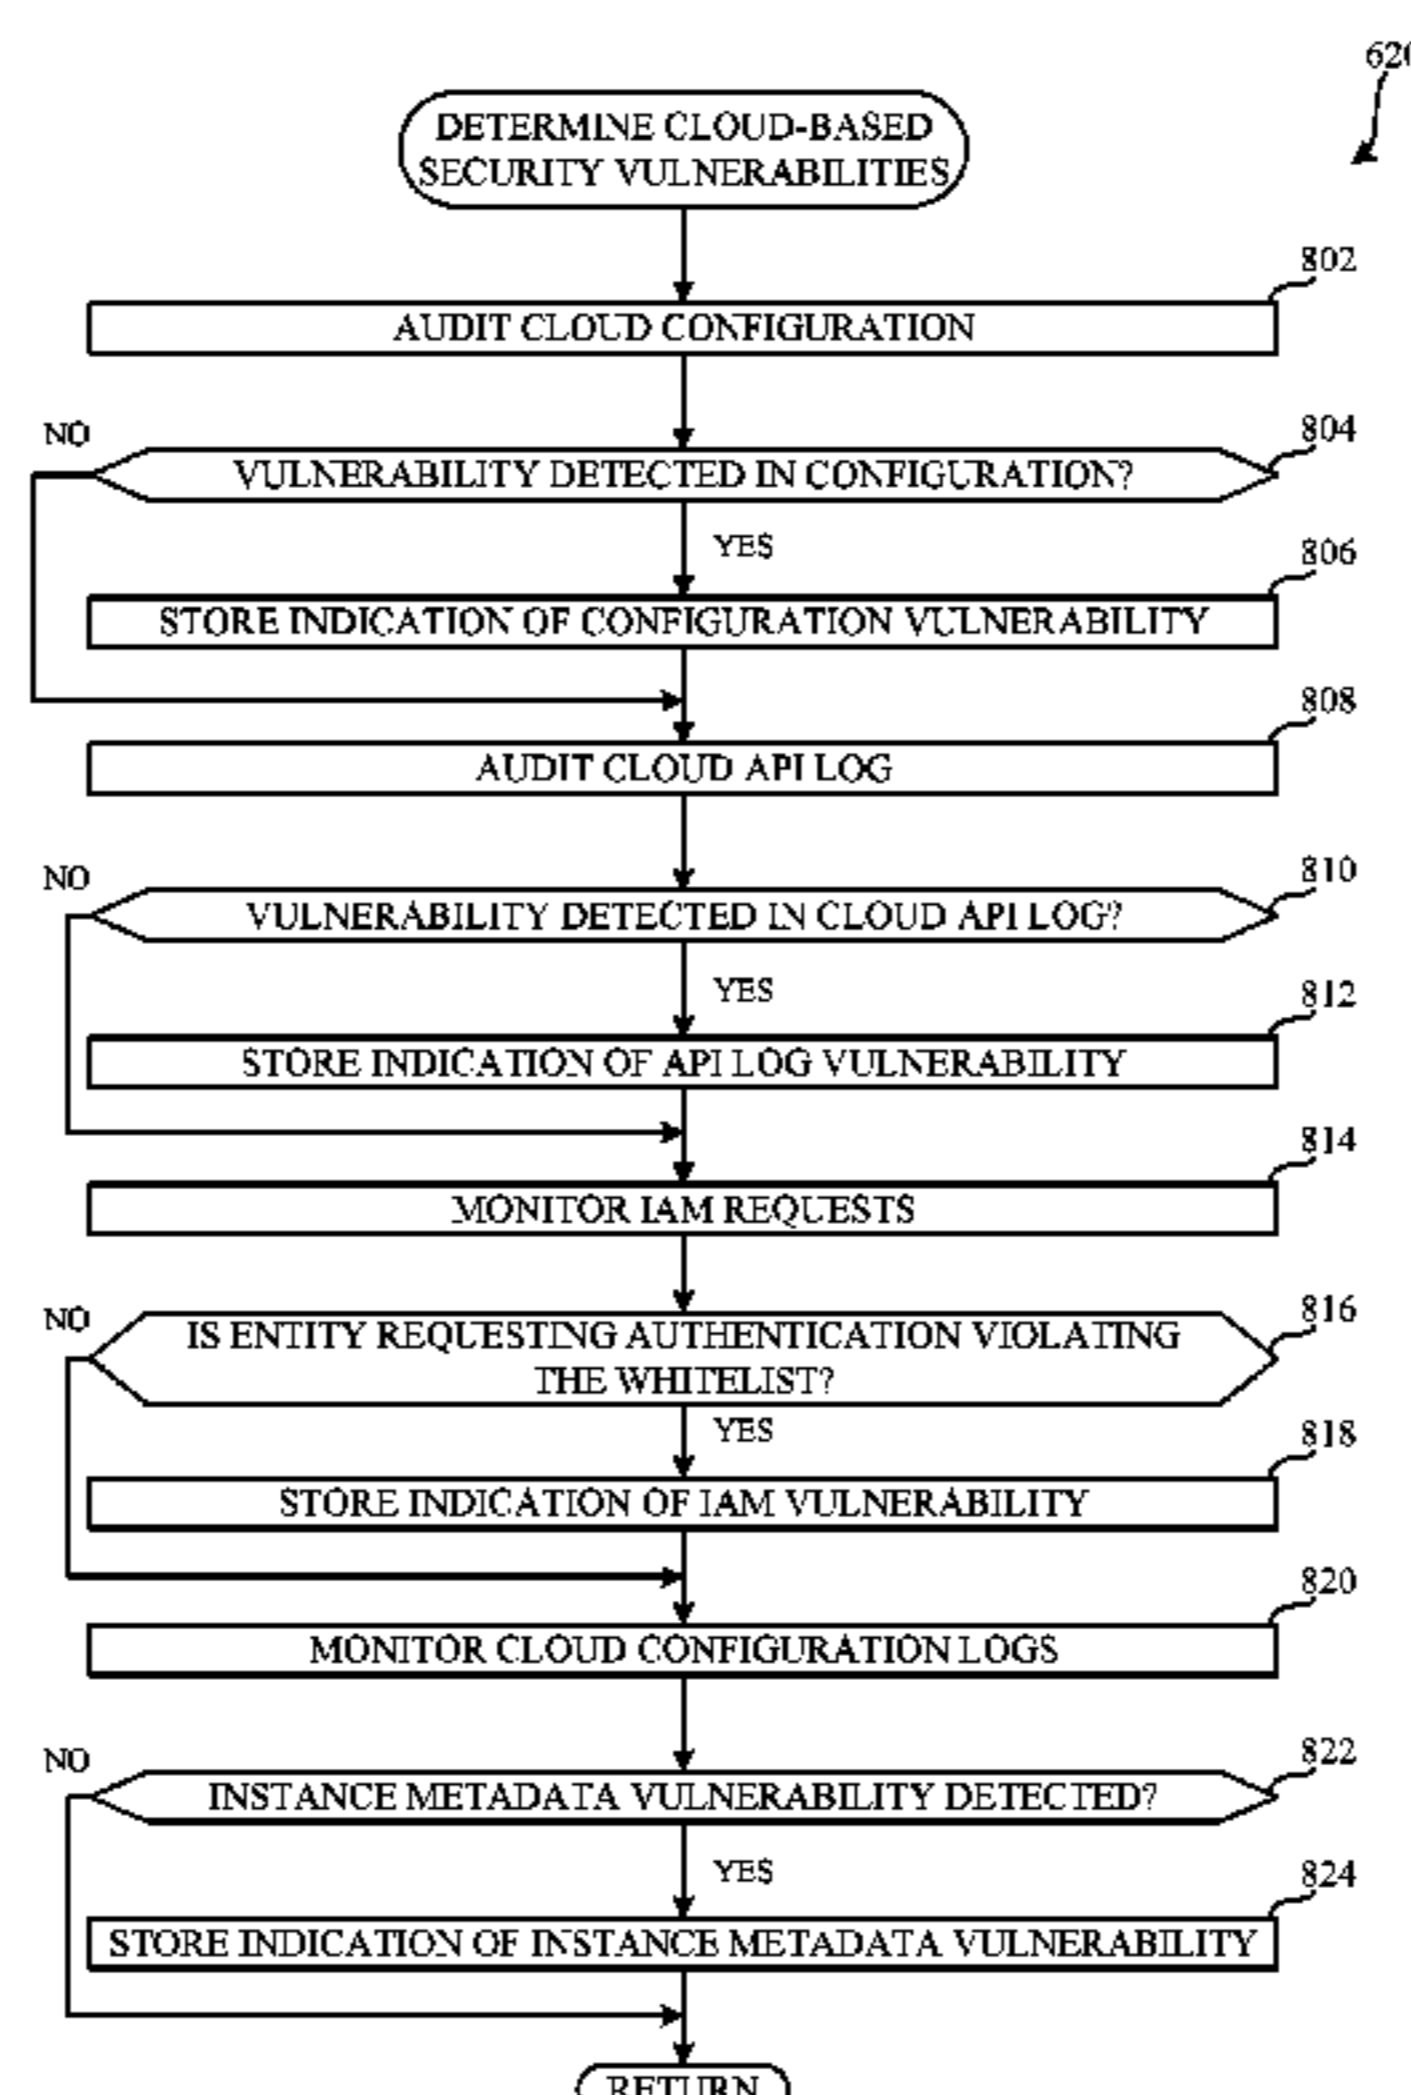 620
DETERMINE CLOUD-BASED
SECURITY VULNERABILITIES
802
AUDIT CLOUD CONFIGURATION
804
NO
VULNERABILITY DETECTED IN CONFIGURATION?
YES
806
STORE INDICATION OF CONFIGURATION VULNERABILITY
808
AUDIT CLOUD API LOG
810
NO
VULNERABILITY DETECTED IN CLOUD API LOG?
YES
812
STORE INDICATION OF API LOG VULNERABILITY
814
MONITOR IAM REQUESTS
816
NO
IS ENTITY REQUESTING AUTHENTICATION VIOLATING
THE WHITELIST?
YES
818
STORE INDICATION OF IAM VULNERABILITY
820
MONITOR CLOUD CONFIGURATION LOGS
822
NO
INSTANCE METADATA VULNERABILITY DETECTED?
YES
824
STORE INDICATION OF INSTANCE METADATA VULNERABILITY
RETURN